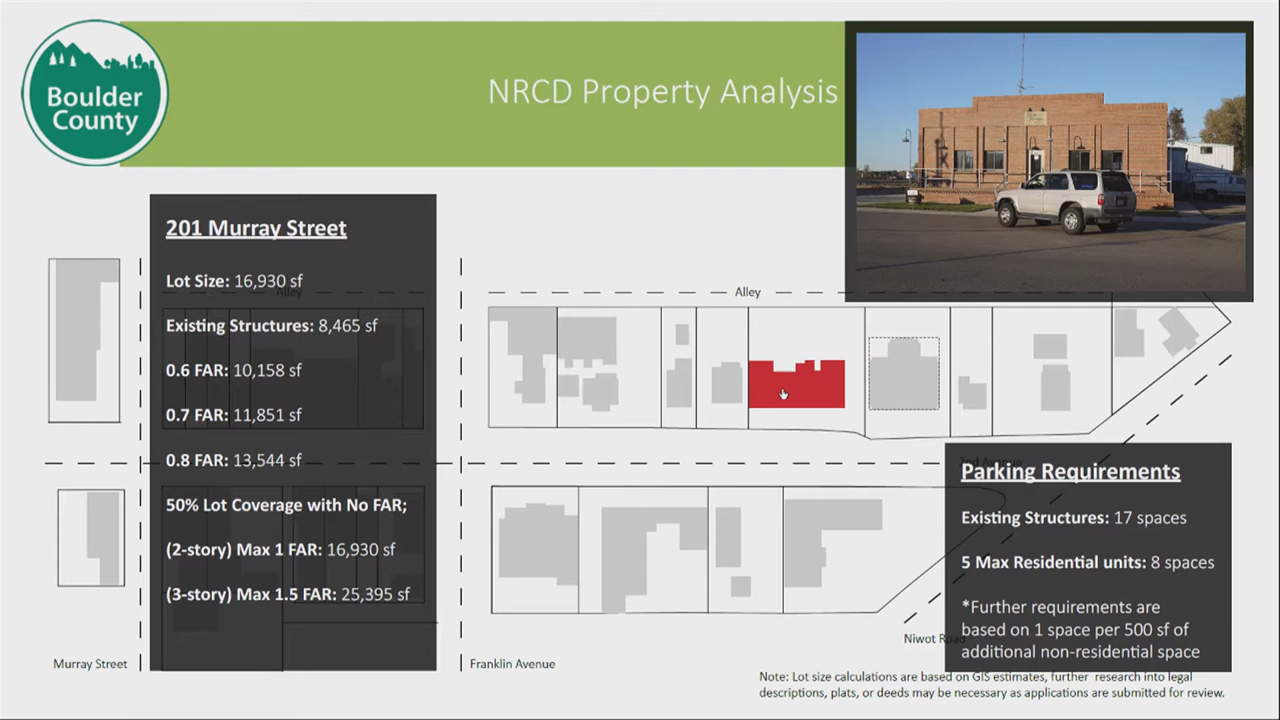 Boulder
County
NRCD Property Analysis
201 Murray Street
Lot Size: 16,930 sf
Alley
Existing Structures: 8,465 sf
0.6 FAR: 10,158 sf
0.7 FAR: 11,851 sf
0.8 FAR: 13,544 sf
50% Lot Coverage with No FAR;
(2-story) Max 1 FAR: 16,930 sf
(3-story) Max 1.5 FAR: 25,395 sf
Alley
2nd Avenue
Parking Requirements
Existing Structures: 17 spaces
5 Max Residential units: 8 spaces
*Further requirements are
based on 1 space per 500 sf of
additional non-residential space
Niwot Road
Murray Street
Franklin Avenue
Note: Lot size calculations are based on GIS estimates, further research into legal
descriptions, plats, or deeds may be necessary as applications are submitted for review.